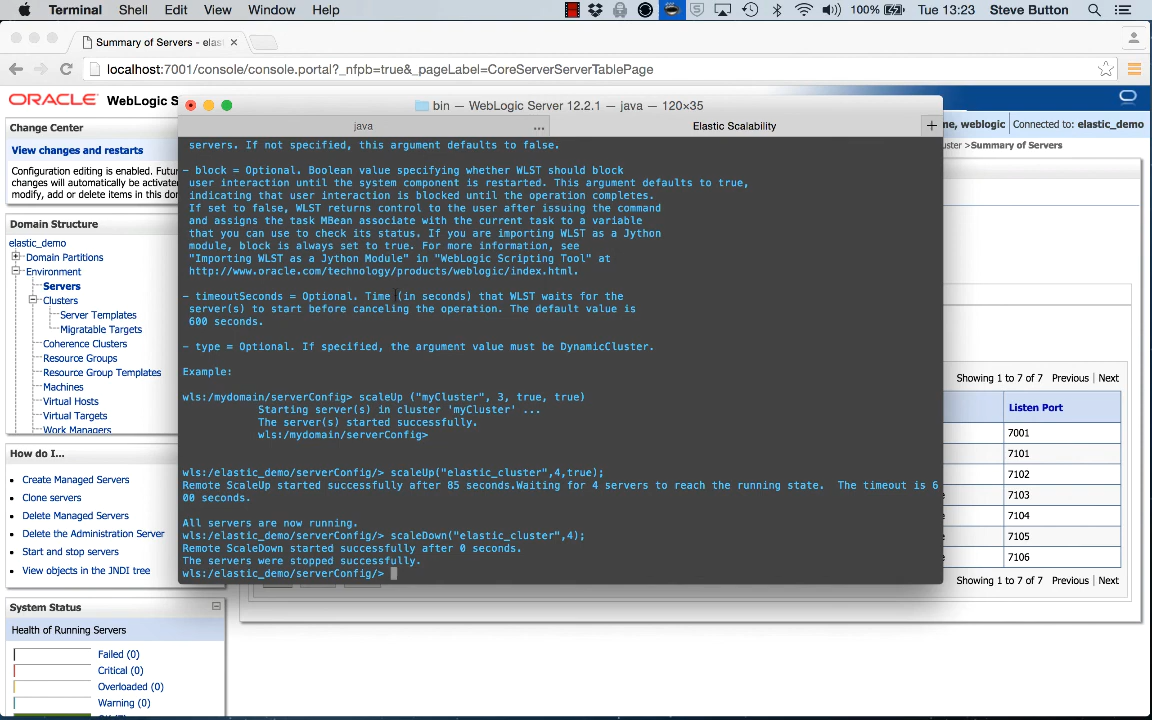 Terminal Shell Edit View Window Help 100% Tue 13:23 Steve Button
Summary of Servers - elas
localhost:7001/console/console.portal?_nfpb=true&_pageLabel=CoreServerServerTablePage
ORACLE WebLogic S
bin — WebLogic Server 12.2.1 — java — 120×35
java ... Elastic Scalability +
me, weblogic Connected to: elastic_demo
ster >Summary of Servers
Change Center
View changes and restarts
Configuration editing is enabled. Futu
changes will automatically be activate
modify, add or delete items in this do
Domain Structure
elastic_demo
Domain Partitions
Environment
Servers
Clusters
Server Templates
Migratable Targets
Coherence Clusters
Resource Groups
Resource Group Templates
Machines
Virtual Hosts
Virtual Targets
Work Managers
How do I...
Create Managed Servers
Clone servers
Delete Managed Servers
Delete the Administration Server
Start and stop servers
View objects in the JNDI tree
System Status
Health of Running Servers
Failed (0)
Critical (0)
Overloaded (0)
Warning (0)
servers. If not specified, this argument defaults to false.
- block = Optional. Boolean value specifying whether WLST should block
user interaction until the system component is restarted. This argument defaults to true,
indicating that user interaction is blocked until the operation completes.
If set to false, WLST returns control to the user after issuing the command
and assigns the task MBean associate with the current task to a variable
that you can use to check its status. If you are importing WLST as a Jython
module, block is always set to true. For more information, see
"Importing WLST as a Jython Module" in "WebLogic Scripting Tool" at
http://www.oracle.com/technology/products/weblogic/index.html.
- timeoutSeconds = Optional. Time (in seconds) that WLST waits for the
server(s) to start before canceling the operation. The default value is
600 seconds.
- type = Optional. If specified, the argument value must be DynamicCluster.
Example:
wls:/mydomain/serverConfig> scaleUp ("myCluster", 3, true, true)
Starting server(s) in cluster 'myCluster' ...
The server(s) started successfully.
wls:/mydomain/serverConfig>
wls:/elastic_demo/serverConfig/> scaleUp("elastic_cluster",4,true);
Remote ScaleUp started successfully after 85 seconds.Waiting for 4 servers to reach the running state.  The timeout is 6
00 seconds.
All servers are now running.
wls:/elastic_demo/serverConfig/> scaleDown("elastic_cluster",4);
Remote ScaleDown started successfully after 0 seconds.
The servers were stopped successfully.
wls:/elastic_demo/serverConfig/>
Showing 1 to 7 of 7 Previous | Next
Listen Port
7001
7101
7102
7103
7104
7105
7106
Showing 1 to 7 of 7 Previous | Next